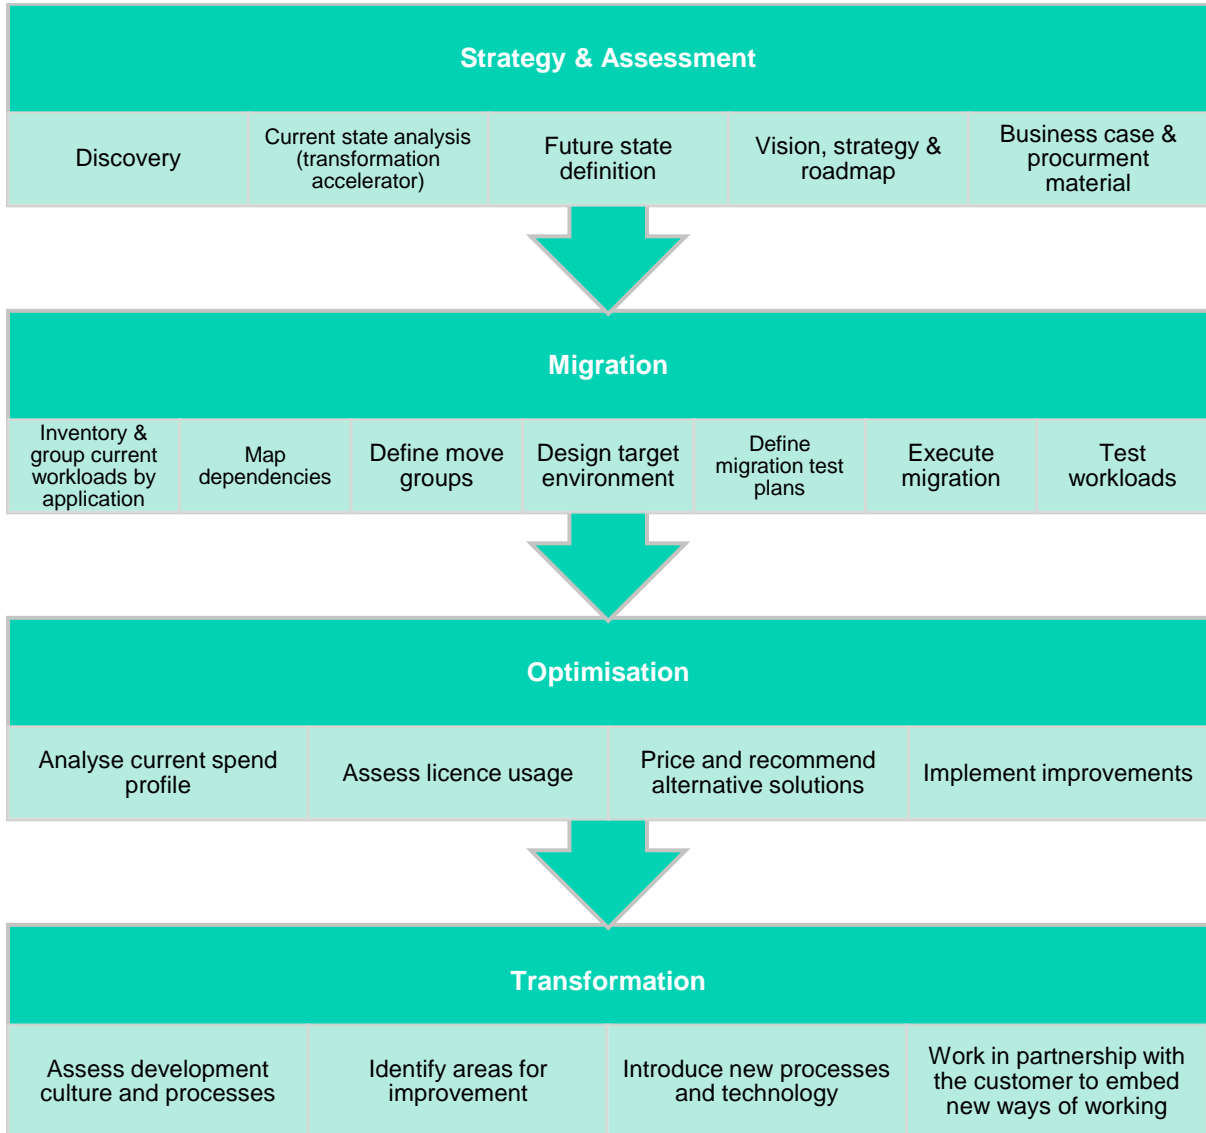 Strategy & Assessment
Discovery
Current state analysis
(transformation
accelerator)
Future state
definition
Vision, strategy &
roadmap
Business case &
procurment
material
Migration
Inventory &
group current
workloads by
application
Map
dependencies
Define move
groups
Design target
environment
Define
migration test
plans
Execute
migration
Test
workloads
Optimisation
Analyse current spend
profile
Assess licence usage
Price and recommend
alternative solutions
Implement improvements
Transformation
Assess development
culture and processes
Identify areas for
improvement
Introduce new processes
and technology
Work in partnership with
the customer to embed
new ways of working